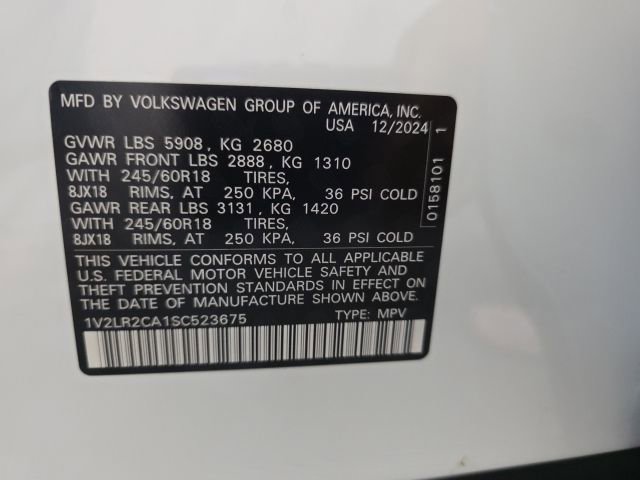 MFD BY VOLKSWAGEN GROUP OF AMERICA, INC.
USA 12/2024
GVWR LBS 5908, KG 2680
GAWR FRONT LBS 2888, KG 1310
WITH 245/60R18 TIRES,
8JX18 RIMS, AT 250 KPA, 36 PSI COLD
GAWR REAR LBS 3131, KG 1420
WITH 245/60R18 TIRES,
8JX18 RIMS, AT 250 KPA, 36 PSI COLD
THIS VEHICLE CONFORMS TO ALL APPLICABLE
U.S. FEDERAL MOTOR VEHICLE SAFETY AND
THEFT PREVENTION STANDARDS IN EFFECT ON
THE DATE OF MANUFACTURE SHOWN ABOVE.
1V2LR2CA1SC523675 TYPE: MPV
0158101 1